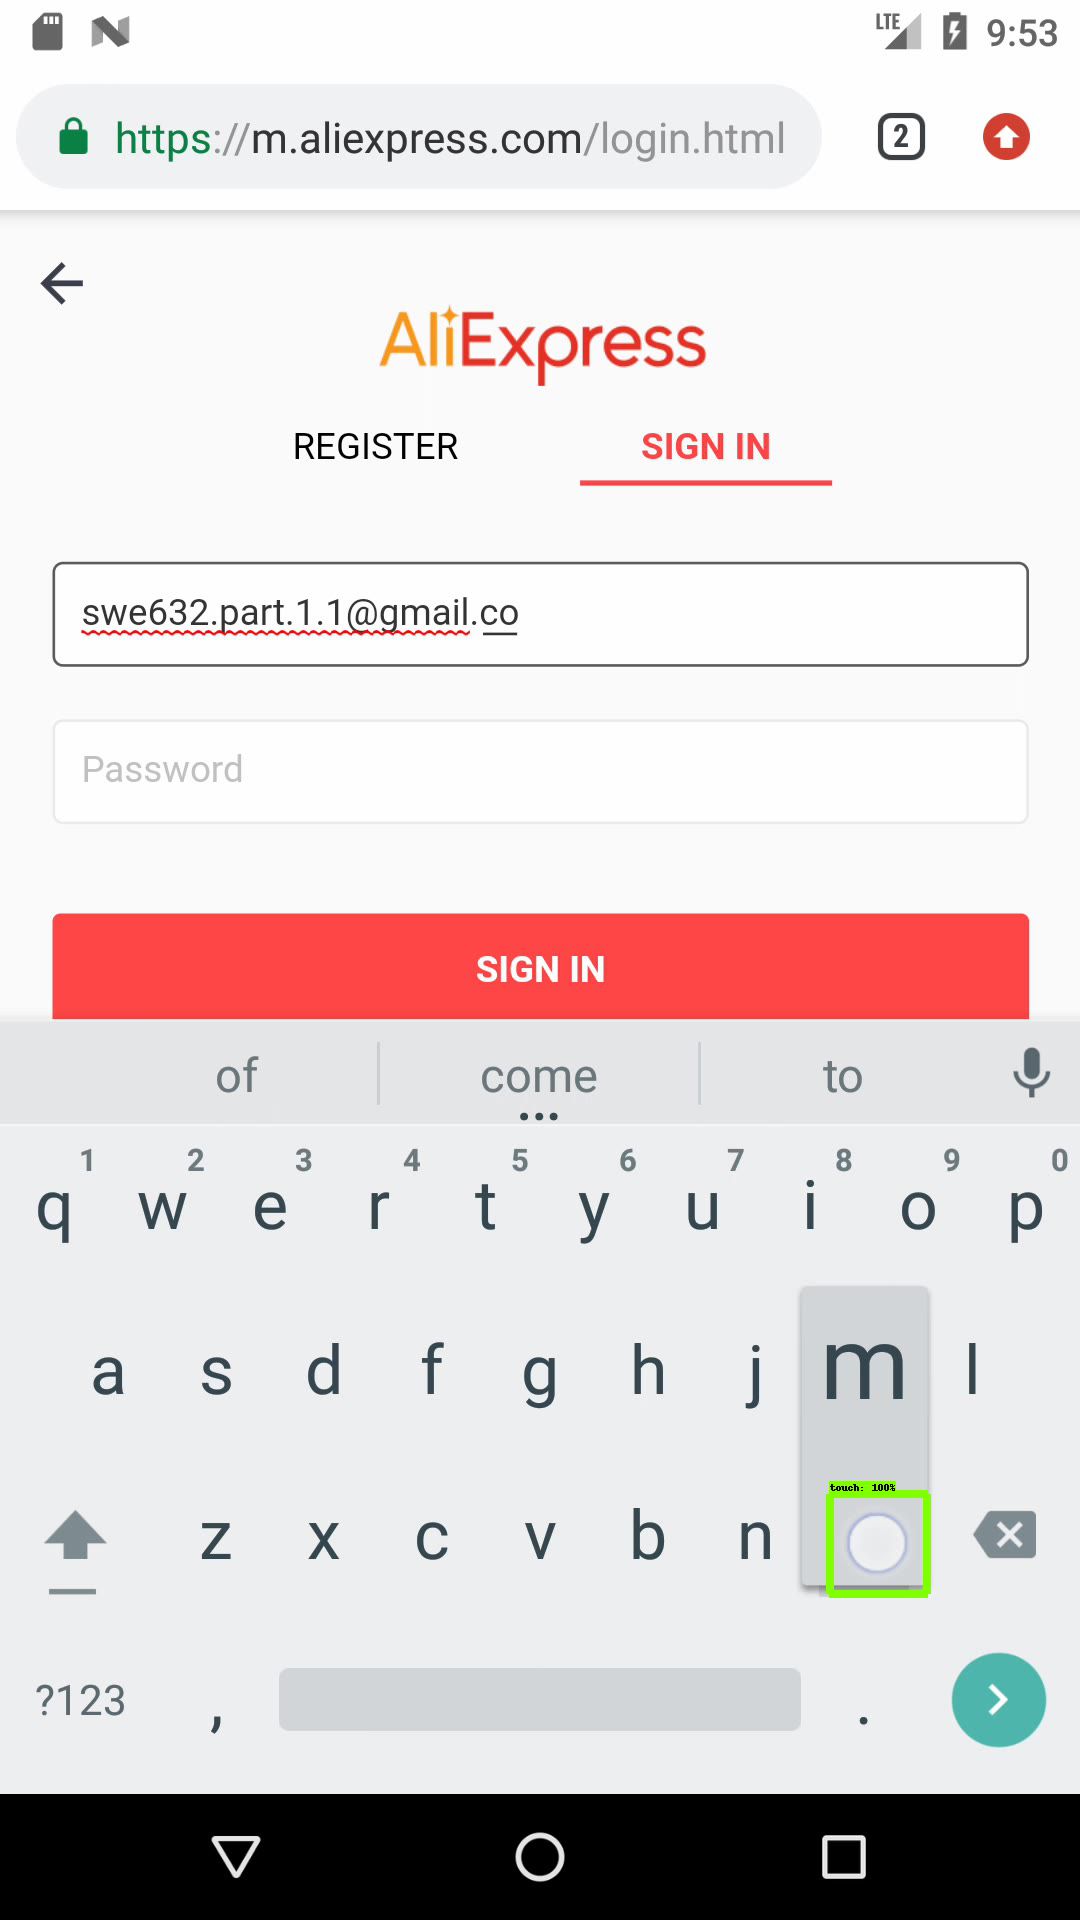 LTE 9:53
https://m.aliexpress.com/login.html 2
AliExpress
REGISTER SIGN IN
swe632.part.1.1@gmail.co
Password
SIGN IN
of come to
1 2 3 4 5 6 7 8 9 0
q w e r t y u i o p
a s d f g h j m l
touch: 100%
z x c v b n
?123 , .